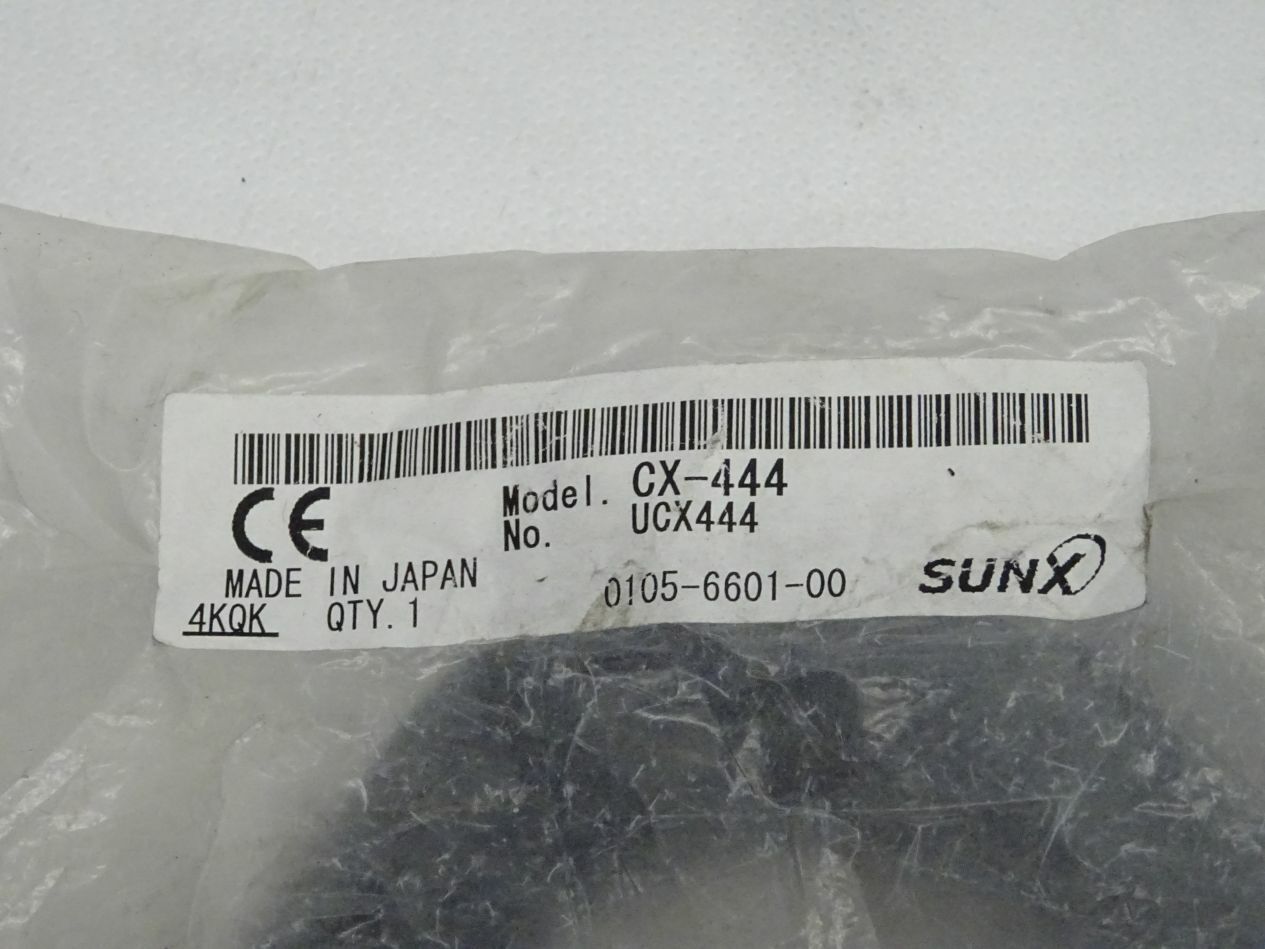 CE
Model. CX-444
No. UCX444
MADE IN JAPAN
0105-6601-00
SUNX
4KQK QTY. 1